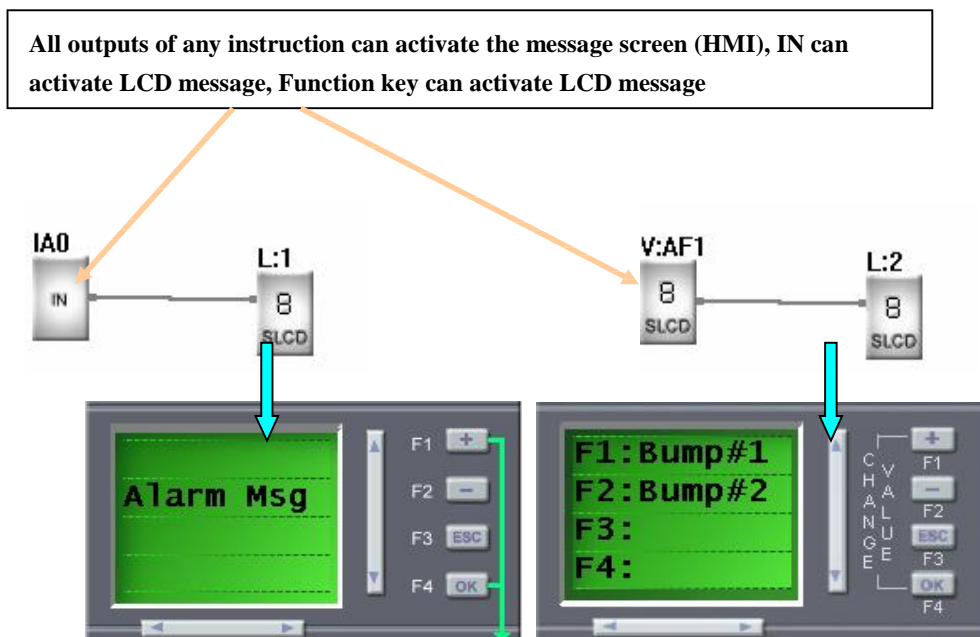 All outputs of any instruction can activate the message screen (HMI), IN can
activate LCD message, Function key can activate LCD message
IA0
IN
L:1
8
SLCD
V:AF1
8
SLCD
L:2
8
SLCD
Alarm Msg
F1 +
F2 -
F3 ESC
F4 OK
F1:Bump#1
F2:Bump#2
F3:
F4:
CHANGE
VALUE
+
F1
-
F2
ESC
F3
OK
F4